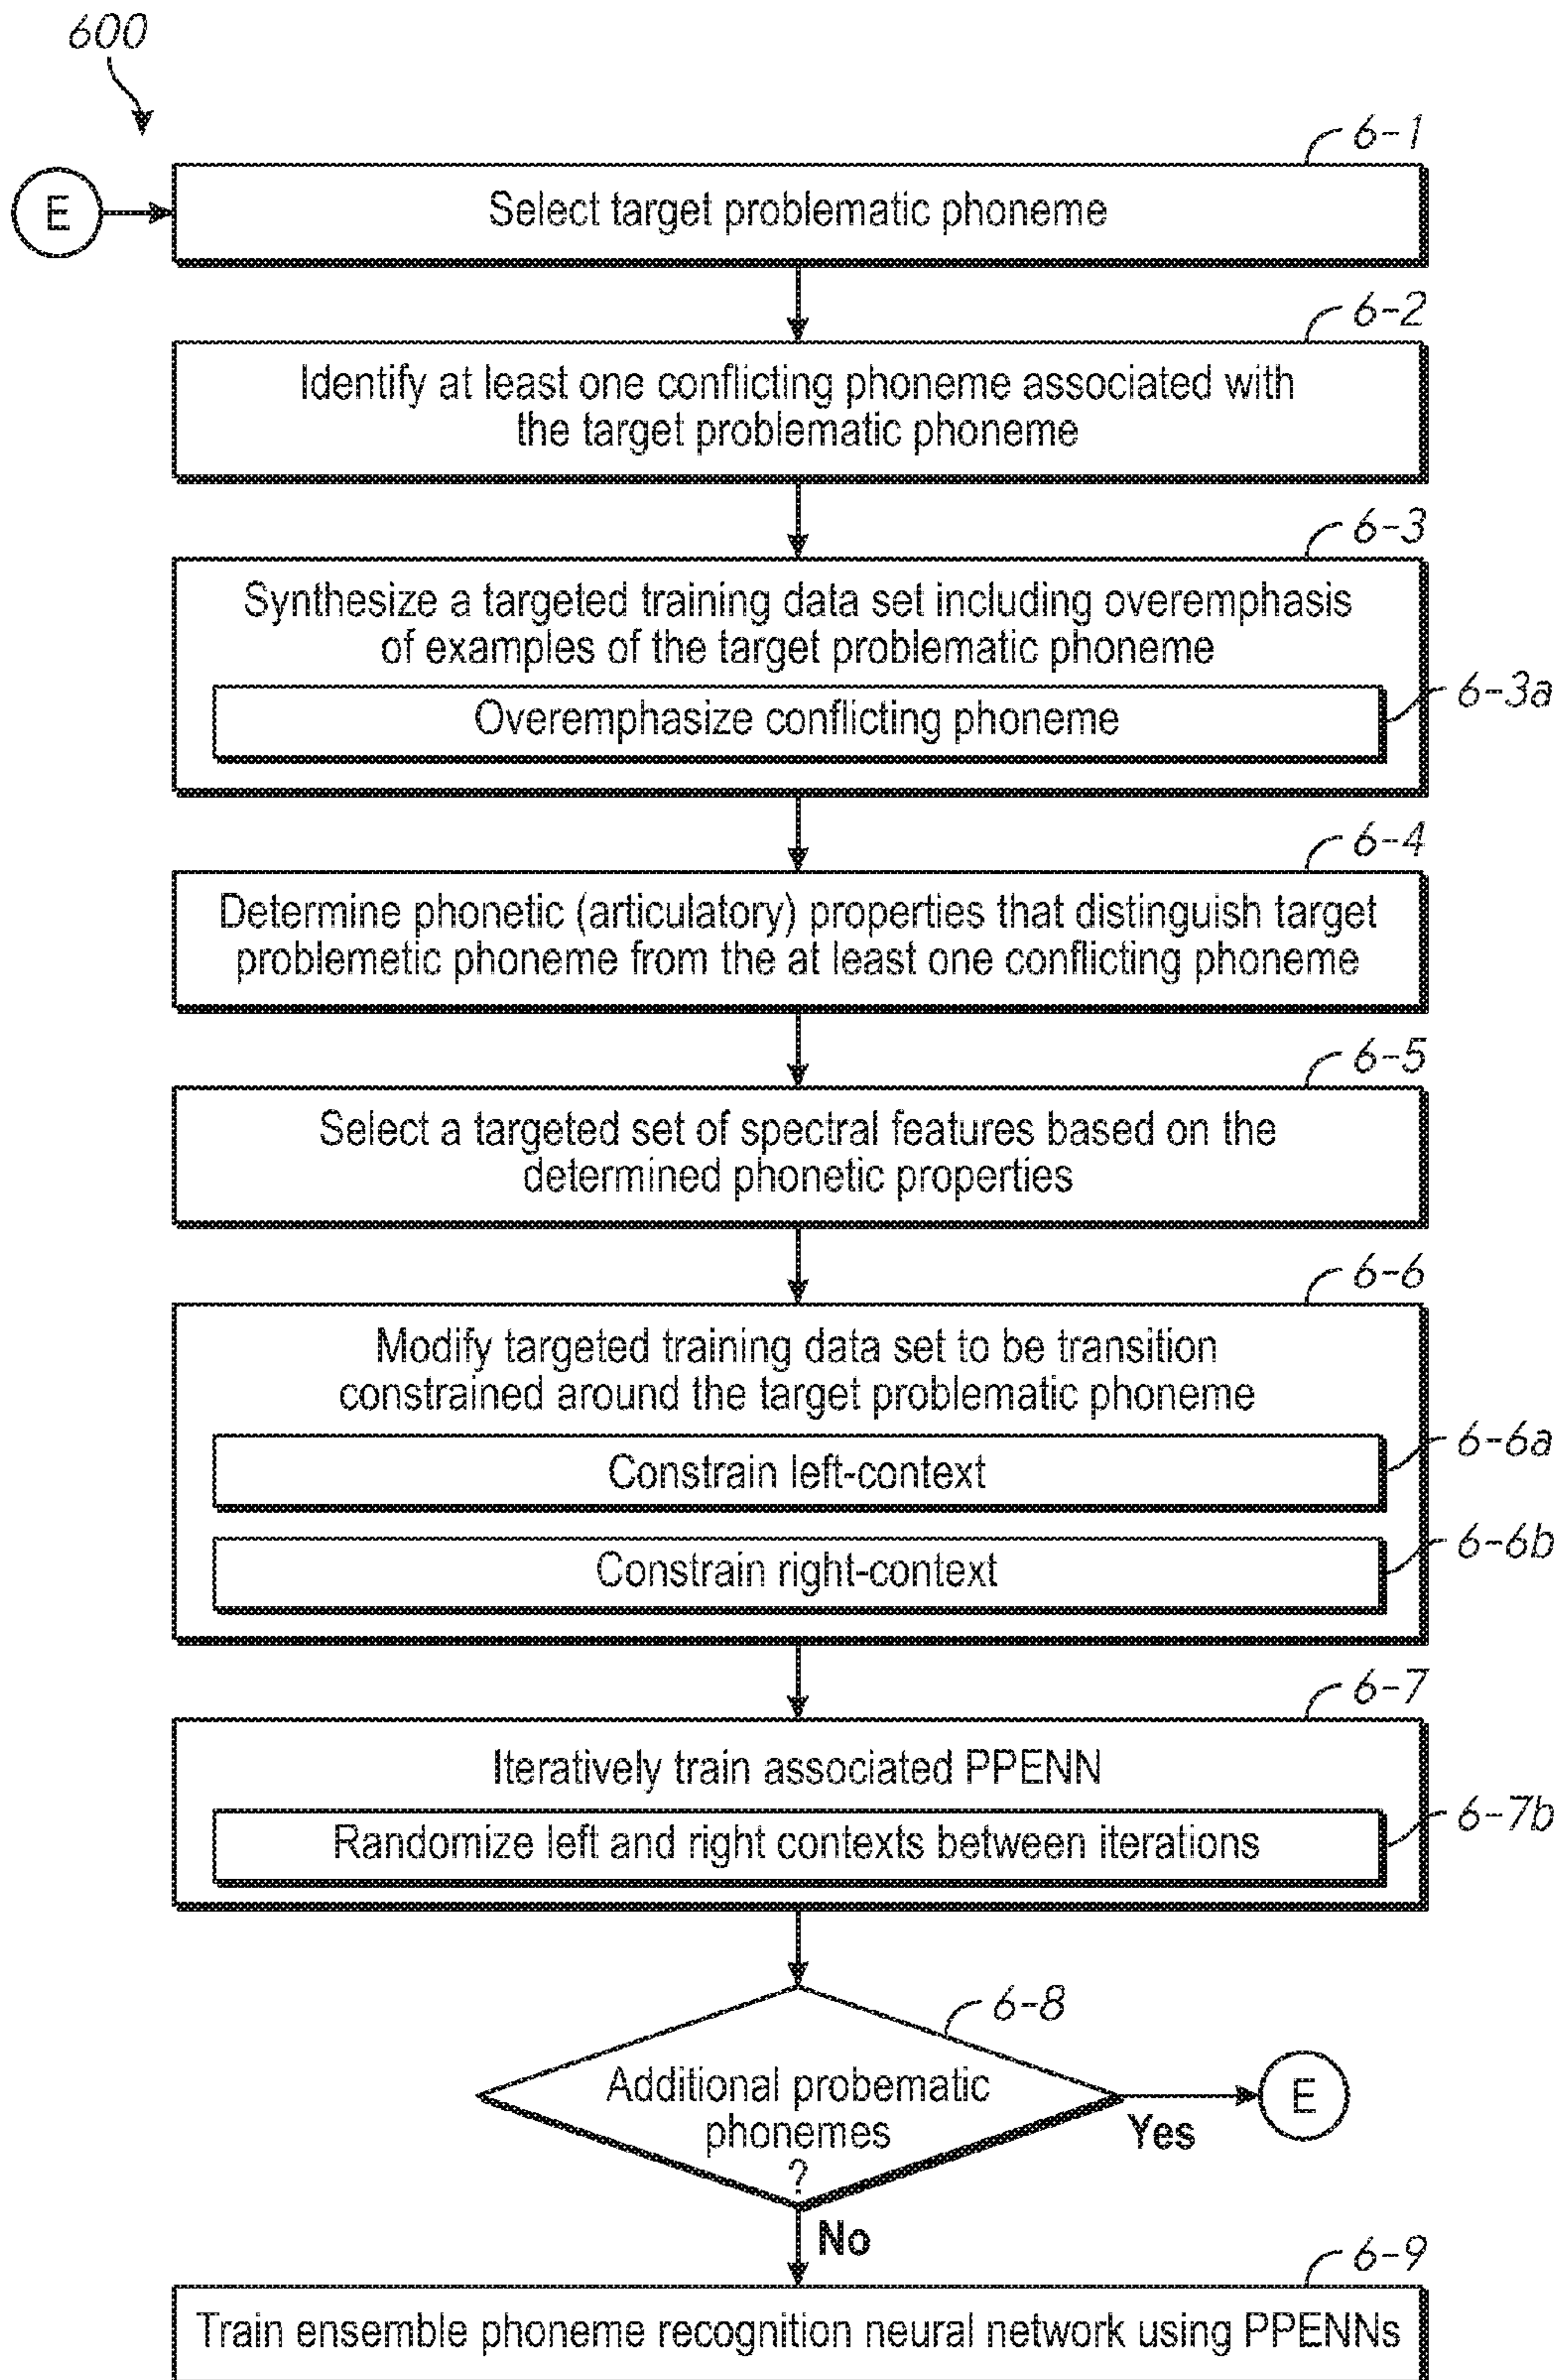 600
6-1
E
Select target problematic phoneme
6-2
Identify at least one conflicting phoneme associated with
the target problematic phoneme
6-3
Synthesize a targeted training data set including overemphasis
of examples of the target problematic phoneme
6-3a
Overemphasize conflicting phoneme
6-4
Determine phonetic (articulatory) properties that distinguish target
problemetic phoneme from the at least one conflicting phoneme
6-5
Select a targeted set of spectral features based on the
determined phonetic properties
6-6
Modify targeted training data set to be transition
constrained around the target problematic phoneme
6-6a
Constrain left-context
6-6b
Constrain right-context
6-7
Iteratively train associated PPENN
6-7b
Randomize left and right contexts between iterations
6-8
Additional probematic
phonemes
?
Yes
E
No
6-9
Train ensemble phoneme recognition neural network using PPENNs